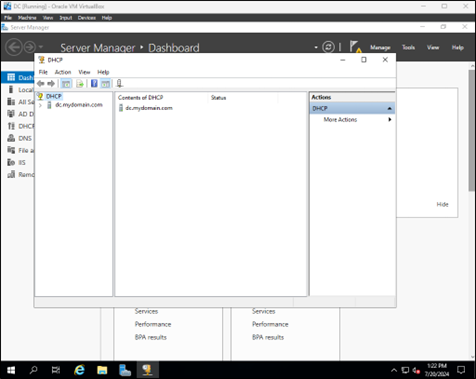 DC [Running] - Oracle VM VirtualBox
File Machine View Input Devices Help
Server Manager
Server Manager • Dashboard
Manage Tools View Help
DHCP
File Action View Help
DHCP
dc.mydomain.com
Contents of DHCP Status
dc.mydomain.com
Actions
DHCP
More Actions
Dashb
Local
All Se
AD D
DHCP
DNS
File a
IIS
Remo
Hide
Services
Performance
BPA results
Services
Performance
BPA results
1:22 PM
7/20/2024